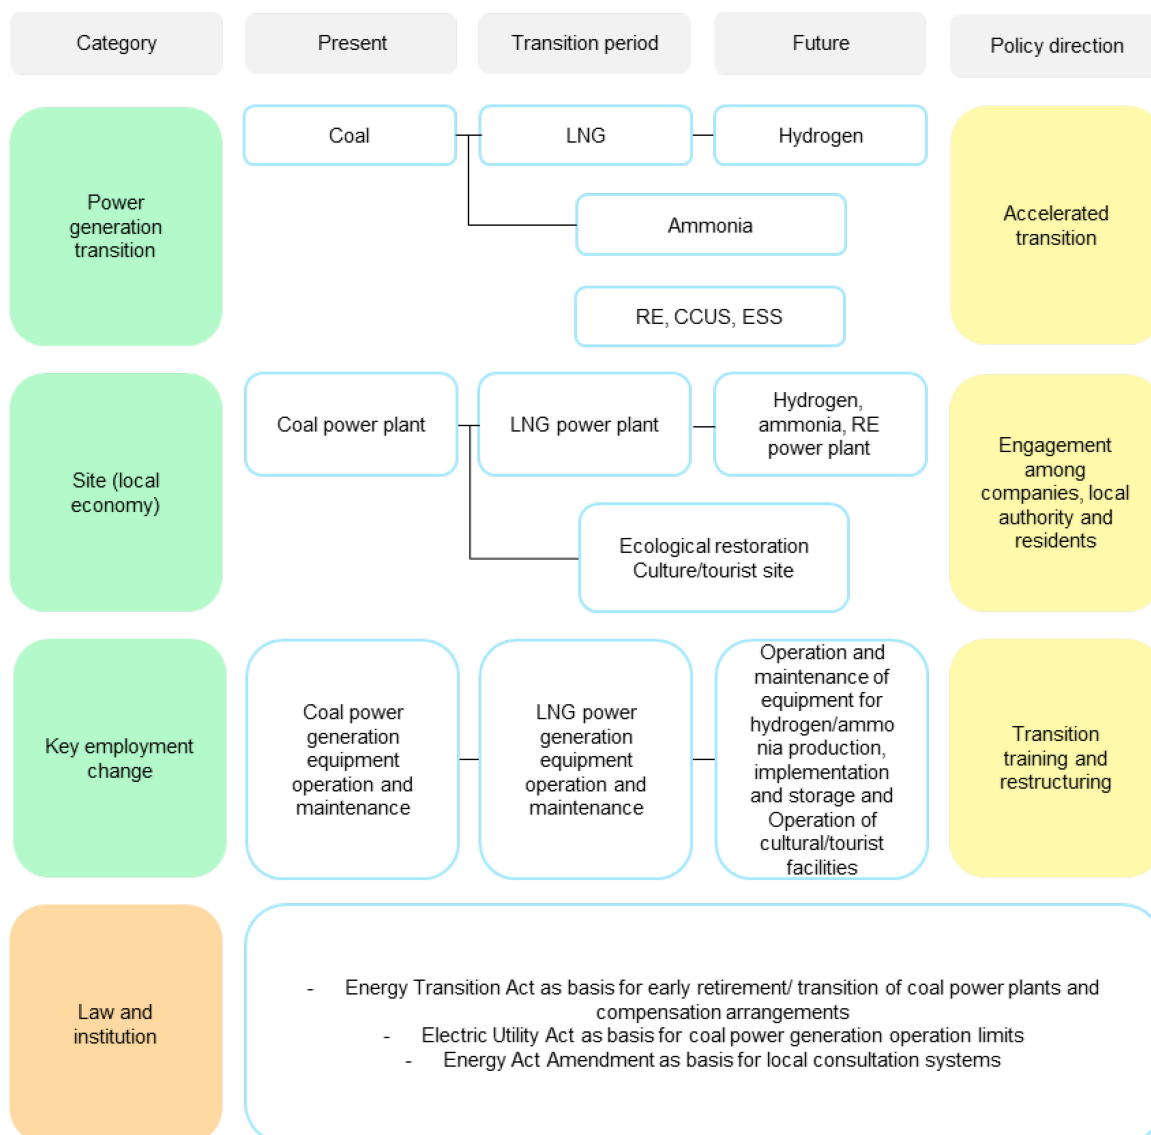 Category
Present
Transition period
Future
Policy direction
Power
generation
transition
Coal
LNG
Hydrogen
Ammonia
RE, CCUS, ESS
Accelerated
transition
Site (local
economy)
Coal power plant
LNG power plant
Hydrogen,
ammonia, RE
power plant
Ecological restoration
Culture/tourist site
Engagement
among
companies, local
authority and
residents
Key employment
change
Coal power
generation
equipment
operation and
maintenance
LNG power
generation
equipment
operation and
maintenance
Operation and
maintenance of
equipment for
hydrogen/ammo
nia production,
implementation
and storage and
Operation of
cultural/tourist
facilities
Transition
training and
restructuring
Law and
institution
- Energy Transition Act as basis for early retirement/ transition of coal power plants and
compensation arrangements
- Electric Utility Act as basis for coal power generation operation limits
- Energy Act Amendment as basis for local consultation systems